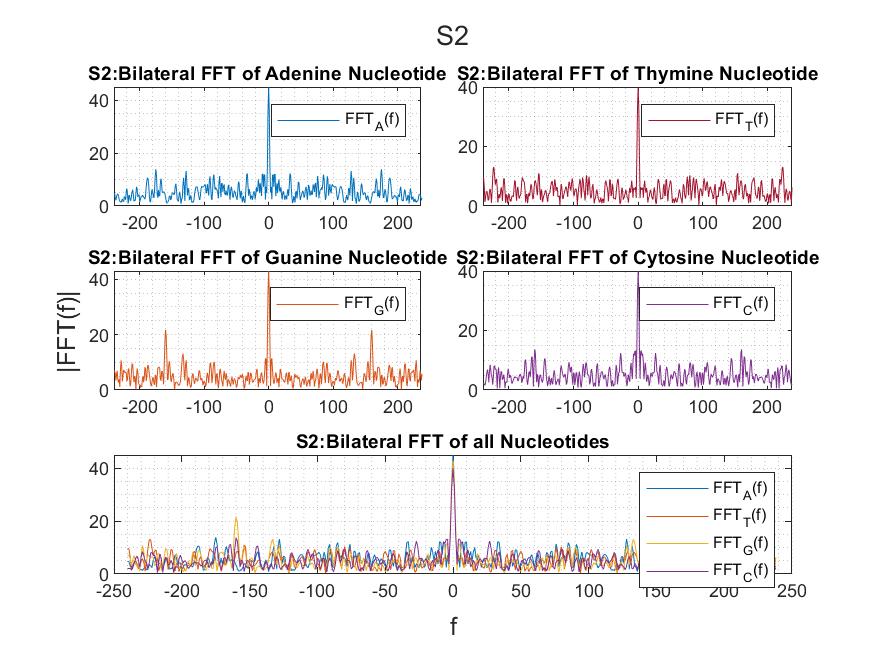 S2
S2:Bilateral FFT of Adenine Nucleotide
40
20
0
-200 -100 0 100 200
FFT_A(f)
S2:Bilateral FFT of Thymine Nucleotide
40
20
0
-200 -100 0 100 200
FFT_T(f)
S2:Bilateral FFT of Guanine Nucleotide
40
20
0
-200 -100 0 100 200
FFT_G(f)
S2:Bilateral FFT of Cytosine Nucleotide
40
20
0
-200 -100 0 100 200
FFT_C(f)
|FFT(f)|
S2:Bilateral FFT of all Nucleotides
40
20
0
-250 -200 -150 -100 -50 0 50 100 150 200 250
FFT_A(f)
FFT_T(f)
FFT_G(f)
FFT_C(f)
f